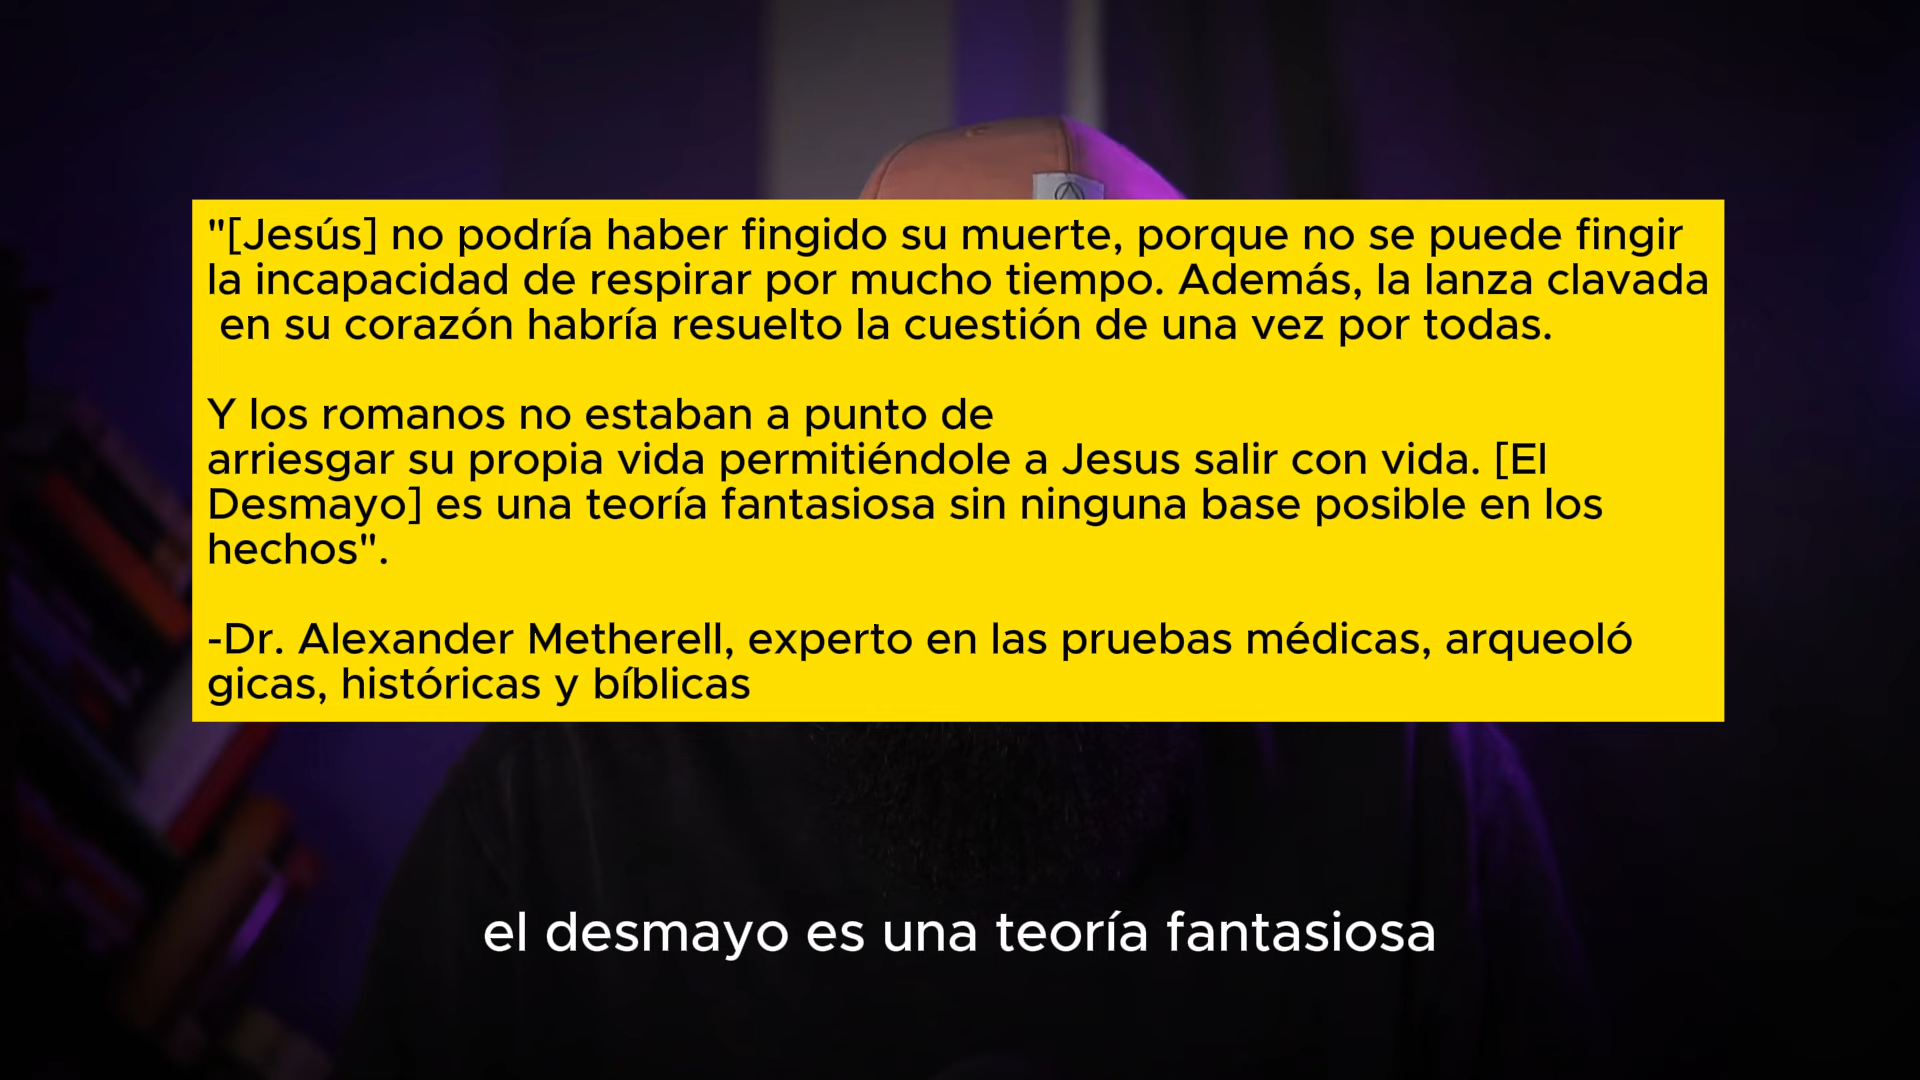 "[Jesús] no podría haber fingido su muerte, porque no se puede fingir
la incapacidad de respirar por mucho tiempo. Además, la lanza clavada
en su corazón habría resuelto la cuestión de una vez por todas.
Y los romanos no estaban a punto de
arriesgar su propia vida permitiéndole a Jesus salir con vida. [El
Desmayo] es una teoría fantasiosa sin ninguna base posible en los
hechos".
-Dr. Alexander Metherell, experto en las pruebas médicas, arqueoló
gicas, históricas y bíblicas
el desmayo es una teoría fantasiosa